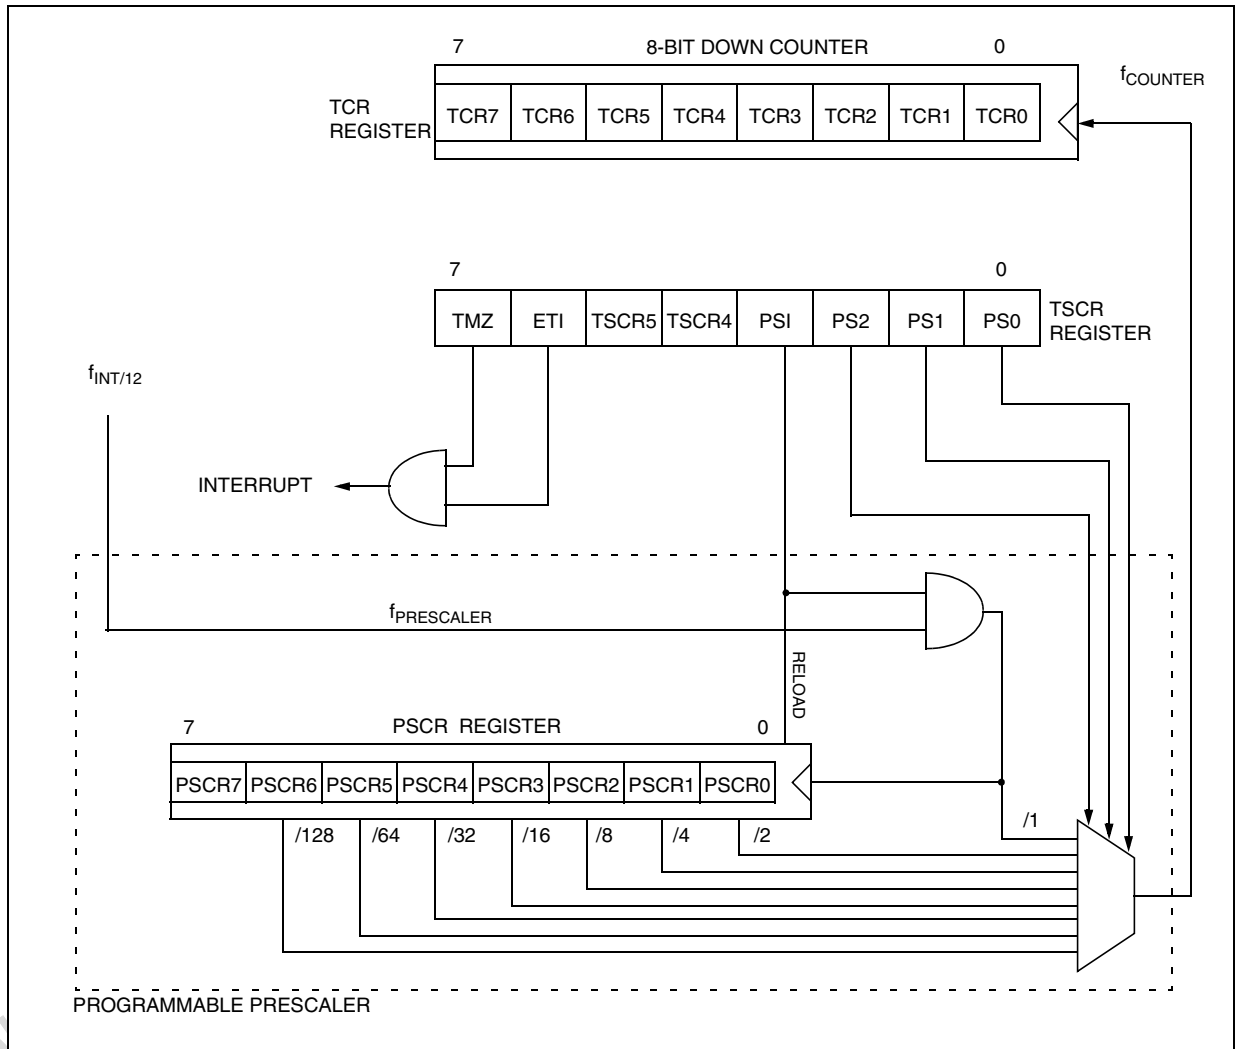 7 8-BIT DOWN COUNTER 0
fCOUNTER
TCR REGISTER
TCR7 TCR6 TCR5 TCR4 TCR3 TCR2 TCR1 TCR0
7 0
TMZ ETI TSCR5 TSCR4 PSI PS2 PS1 PS0
TSCR REGISTER
fINT/12
INTERRUPT
fPRESCALER
RELOAD
7 PSCR REGISTER 0
PSCR7 PSCR6 PSCR5 PSCR4 PSCR3 PSCR2 PSCR1 PSCR0
/128 /64 /32 /16 /8 /4 /2 /1
PROGRAMMABLE PRESCALER